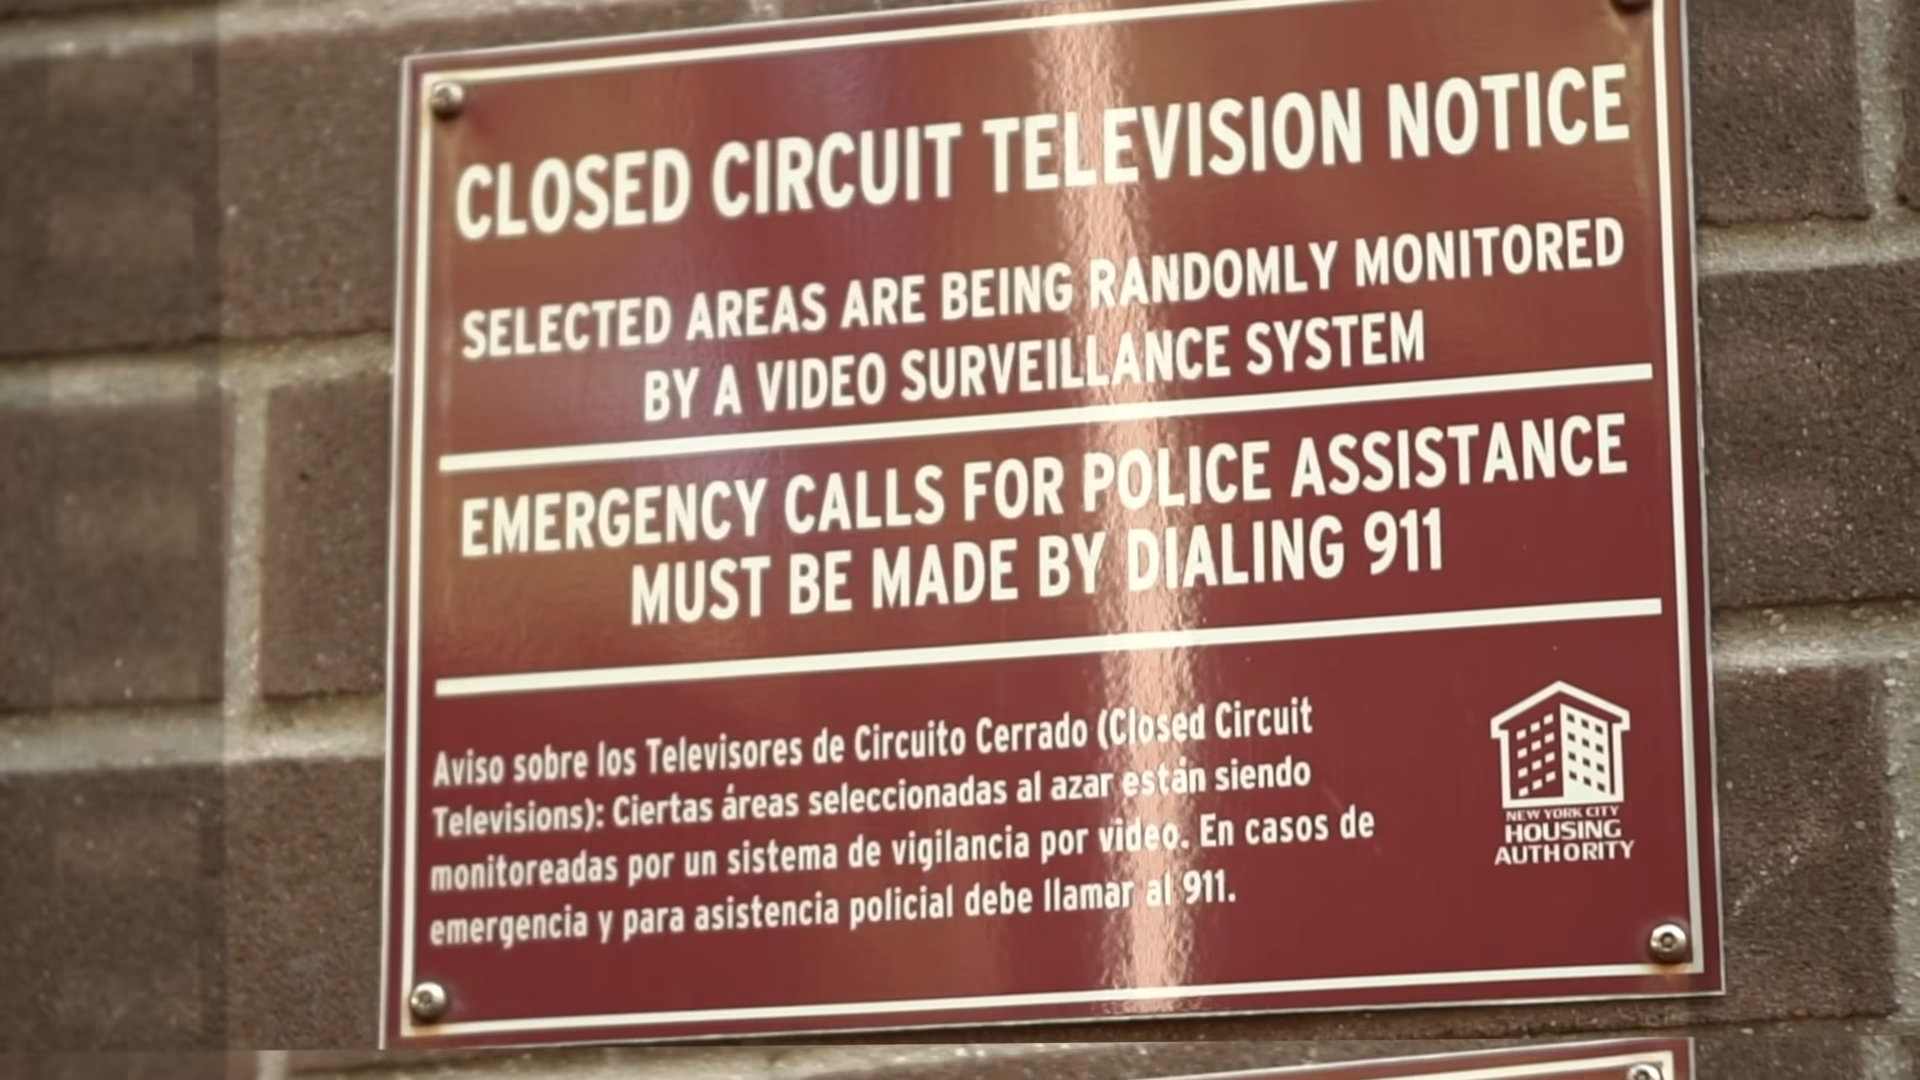 CLOSED CIRCUIT TELEVISION NOTICE
SELECTED AREAS ARE BEING RANDOMLY MONITORED
BY A VIDEO SURVEILLANCE SYSTEM
EMERGENCY CALLS FOR POLICE ASSISTANCE
MUST BE MADE BY DIALING 911
Aviso sobre los Televisores de Circuito Cerrado (Closed Circuit
Televisions): Ciertas áreas seleccionadas al azar están siendo
monitoreadas por un sistema de vigilancia por video. En casos de
emergencia y para asistencia policial debe llamar al 911.
NEW YORK CITY
HOUSING
AUTHORITY